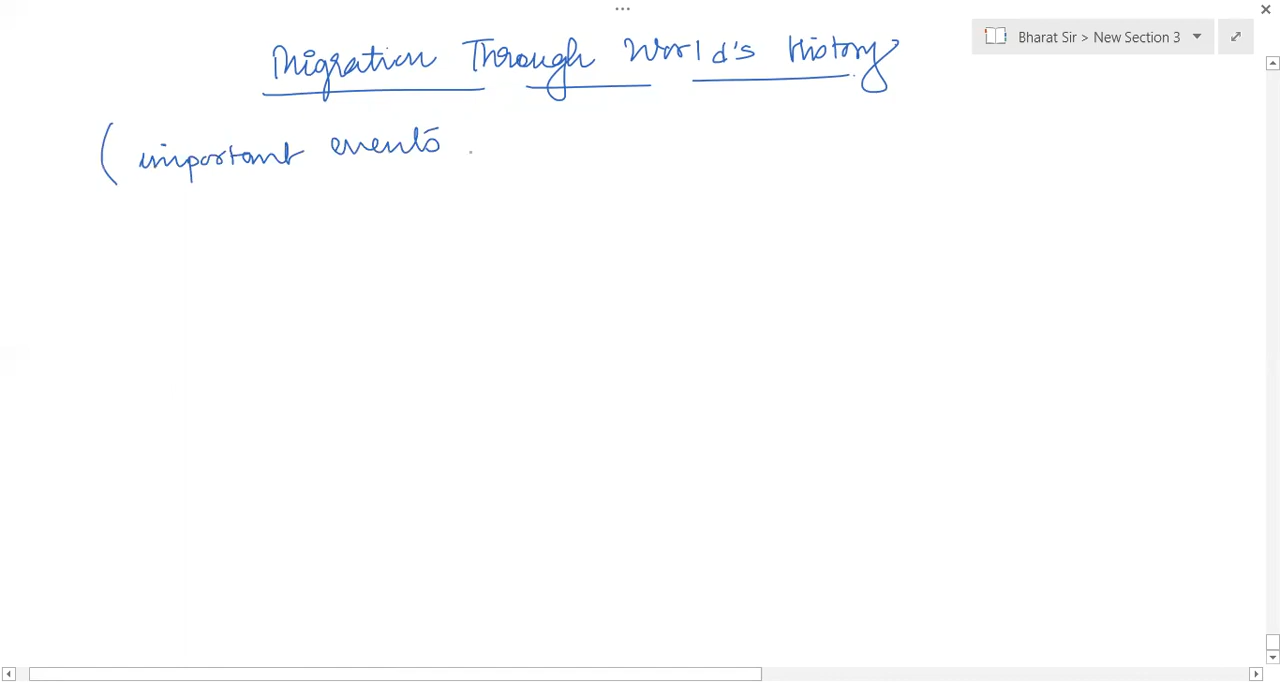 Migration Through World's History
Bharat Sir > New Section 3
( important events